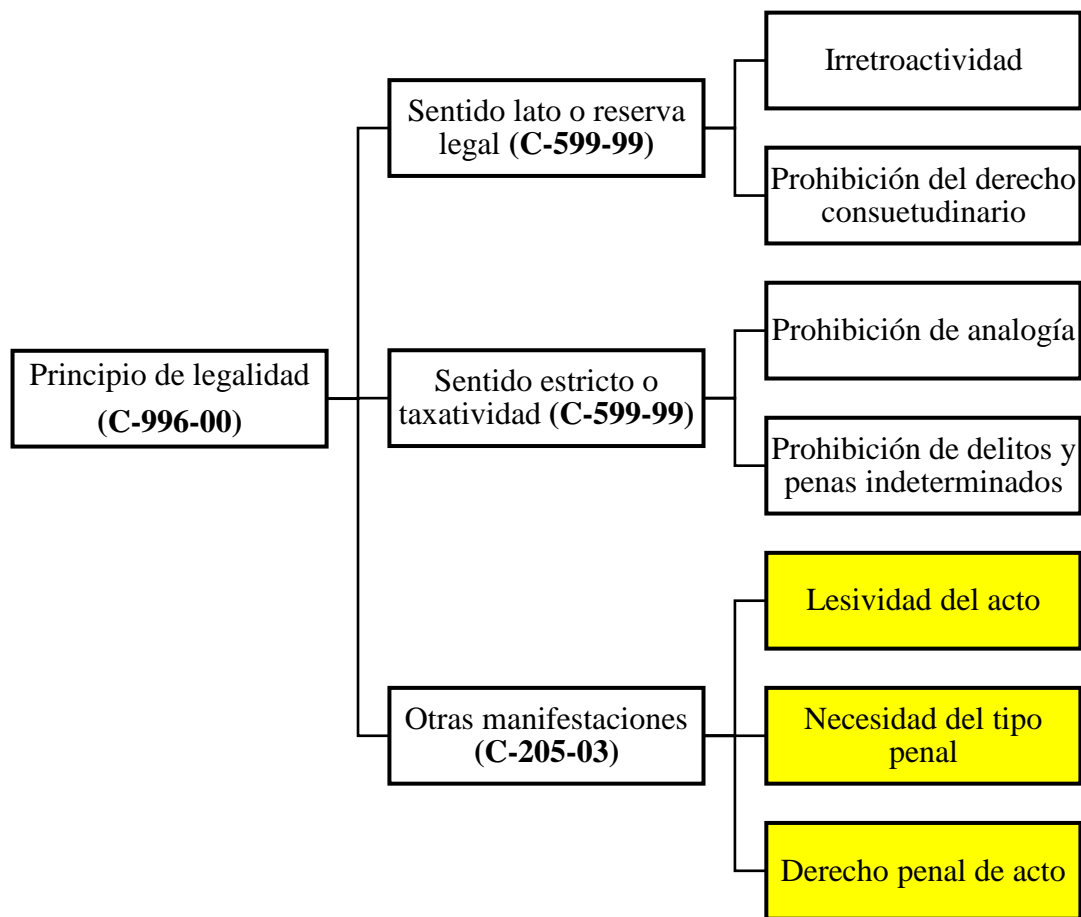 Principio de legalidad
(C-996-00)
Sentido lato o reserva
legal (C-599-99)
Irretroactividad
Prohibición del derecho
consuetudinario
Sentido estricto o
taxatividad (C-599-99)
Prohibición de analogía
Prohibición de delitos y
penas indeterminados
Otras manifestaciones
(C-205-03)
Lesividad del acto
Necesidad del tipo
penal
Derecho penal de acto